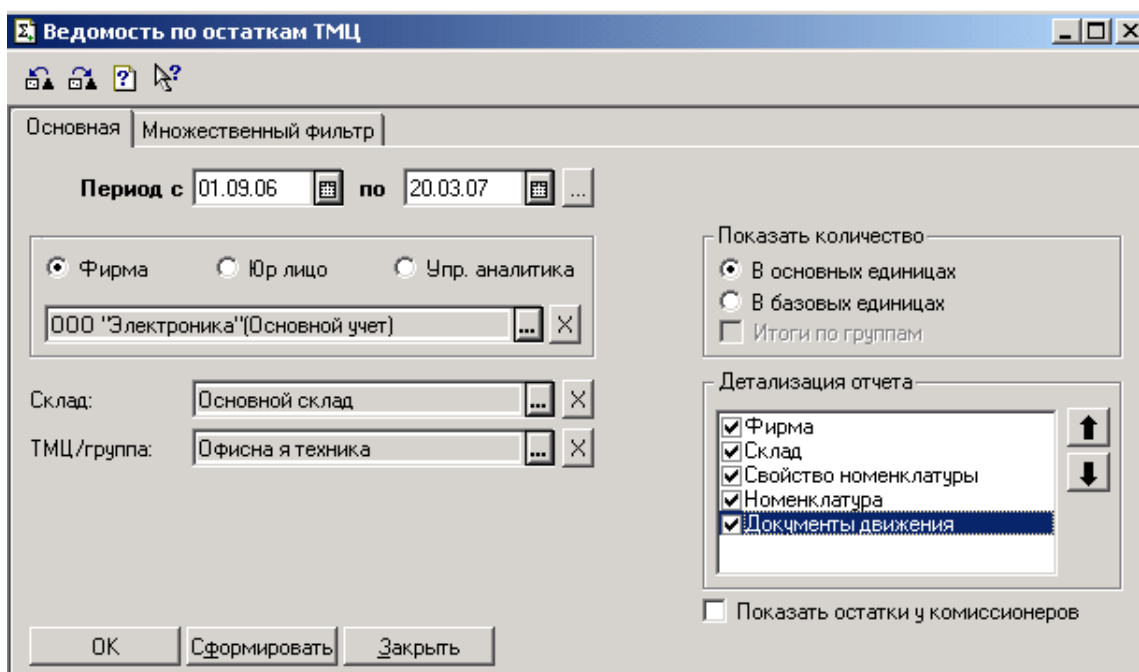 Ведомость по остаткам ТМЦ
Основная Множественный фильтр
Период с 01.09.06 по 20.03.07 ...
Фирма Юр лицо Упр. аналитика
ООО "Электроника"(Основной учет) ... X
Показать количество
В основных единицах
В базовых единицах
Итоги по группам
Склад: Основной склад ... X
ТМЦ/группа: Офисна я техника ... X
Детализация отчета
Фирма
Склад
Свойство номенклатуры
Номенклатура
Документы движения
Показать остатки у комиссионеров
OK Сформировать Закрыть